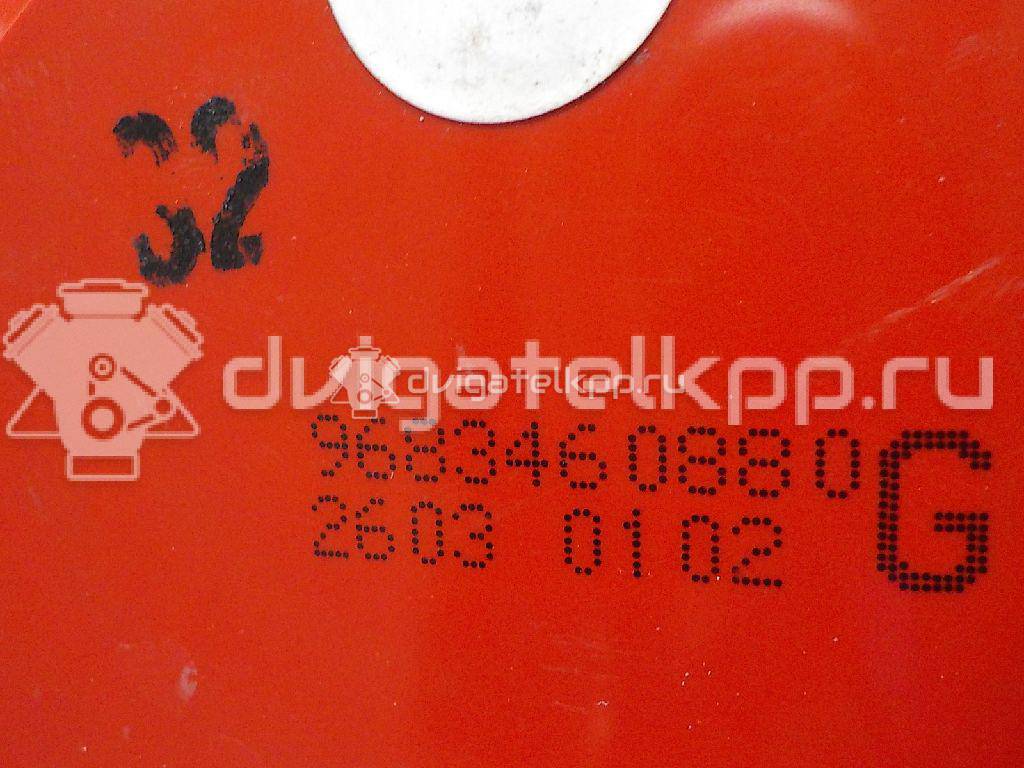 32
dvigatelkpp.ru
dvigatelkpp.ru
9683460880 G
2603 0102